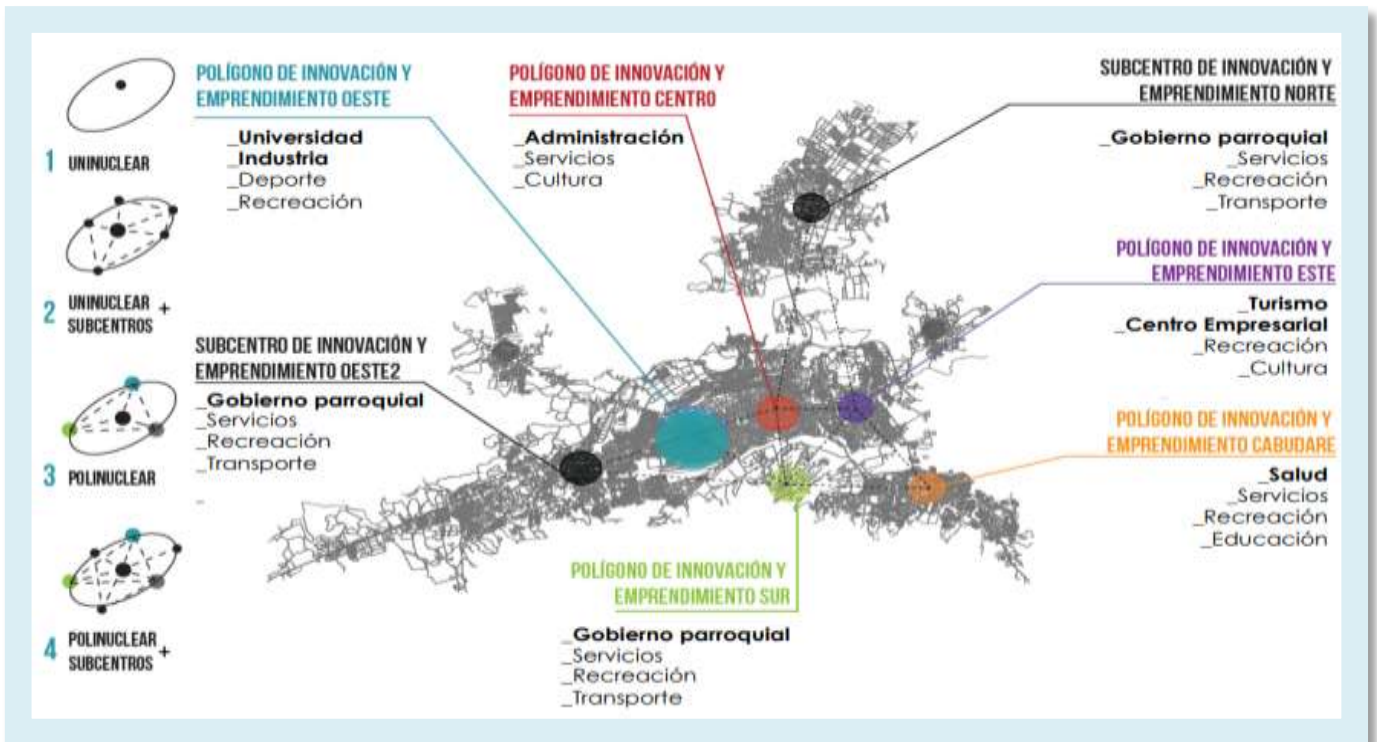 1 UNINUCLEAR
2 UNINUCLEAR +
SUBCENTROS
3 POLINUCLEAR
4 POLINUCLEAR +
SUBCENTROS
POLÍGONO DE INNOVACIÓN Y
EMPRENDIMIENTO OESTE
_Universidad
_Industria
_Deporte
_Recreación
POLÍGONO DE INNOVACIÓN Y
EMPRENDIMIENTO CENTRO
_Administración
_Servicios
_Cultura
SUBCENTRO DE INNOVACIÓN Y
EMPRENDIMIENTO NORTE
_Gobierno parroquial
_Servicios
_Recreación
_Transporte
POLÍGONO DE INNOVACIÓN Y
EMPRENDIMIENTO ESTE
_Turismo
_Centro Empresarial
_Recreación
_Cultura
SUBCENTRO DE INNOVACIÓN Y
EMPRENDIMIENTO OESTE2
_Gobierno parroquial
_Servicios
_Recreación
_Transporte
_
POLÍGONO DE INNOVACIÓN Y
EMPRENDIMIENTO CABUDARE
_Salud
_Servicios
_Recreación
_Educación
POLÍGONO DE INNOVACIÓN Y
EMPRENDIMIENTO SUR
_Gobierno parroquial
_Servicios
_Recreación
_Transporte